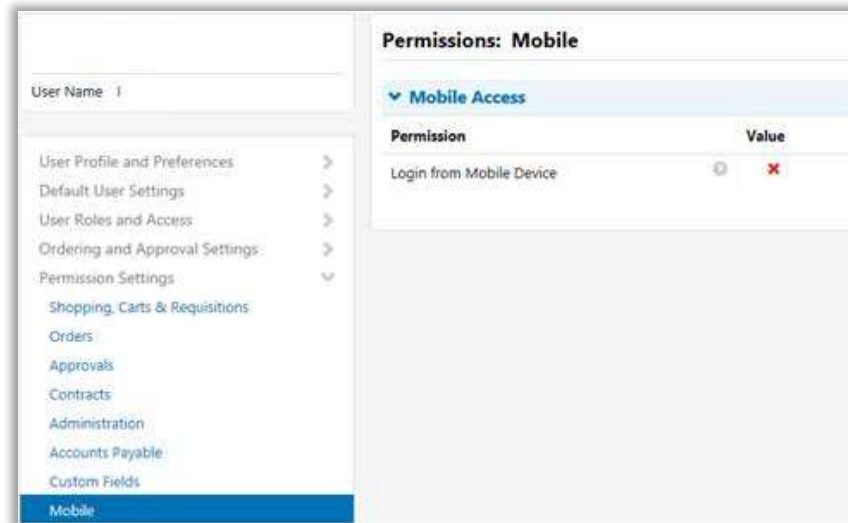 User Name
User Profile and Preferences
Default User Settings
User Roles and Access
Ordering and Approval Settings
Permission Settings
Shopping, Carts & Requisitions
Orders
Approvals
Contracts
Administration
Accounts Payable
Custom Fields
Mobile
Permissions: Mobile
Mobile Access
Permission Value
Login from Mobile Device